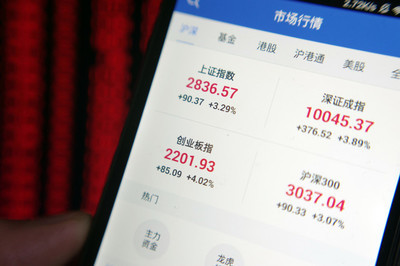 2.72K/s
市场行情
沪深 基金 港股 沪港通 美股
上证指数
2836.57
+90.37 +3.29%
深证成指
10045.37
+376.52 +3.89%
创业板指
2201.93
+85.09 +4.02%
沪深300
3037.04
+90.33 +3.07%
热门
主力
资金
龙虎